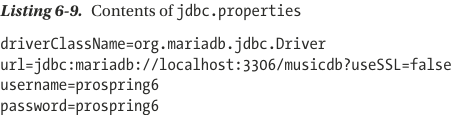 Listing 6-9. Contents of jdbc.properties
driverClassName=org.mariadb.jdbc.Driver
url=jdbc:mariadb://localhost:3306/musicdb?useSSL=false
username=prospring6
password=prospring6